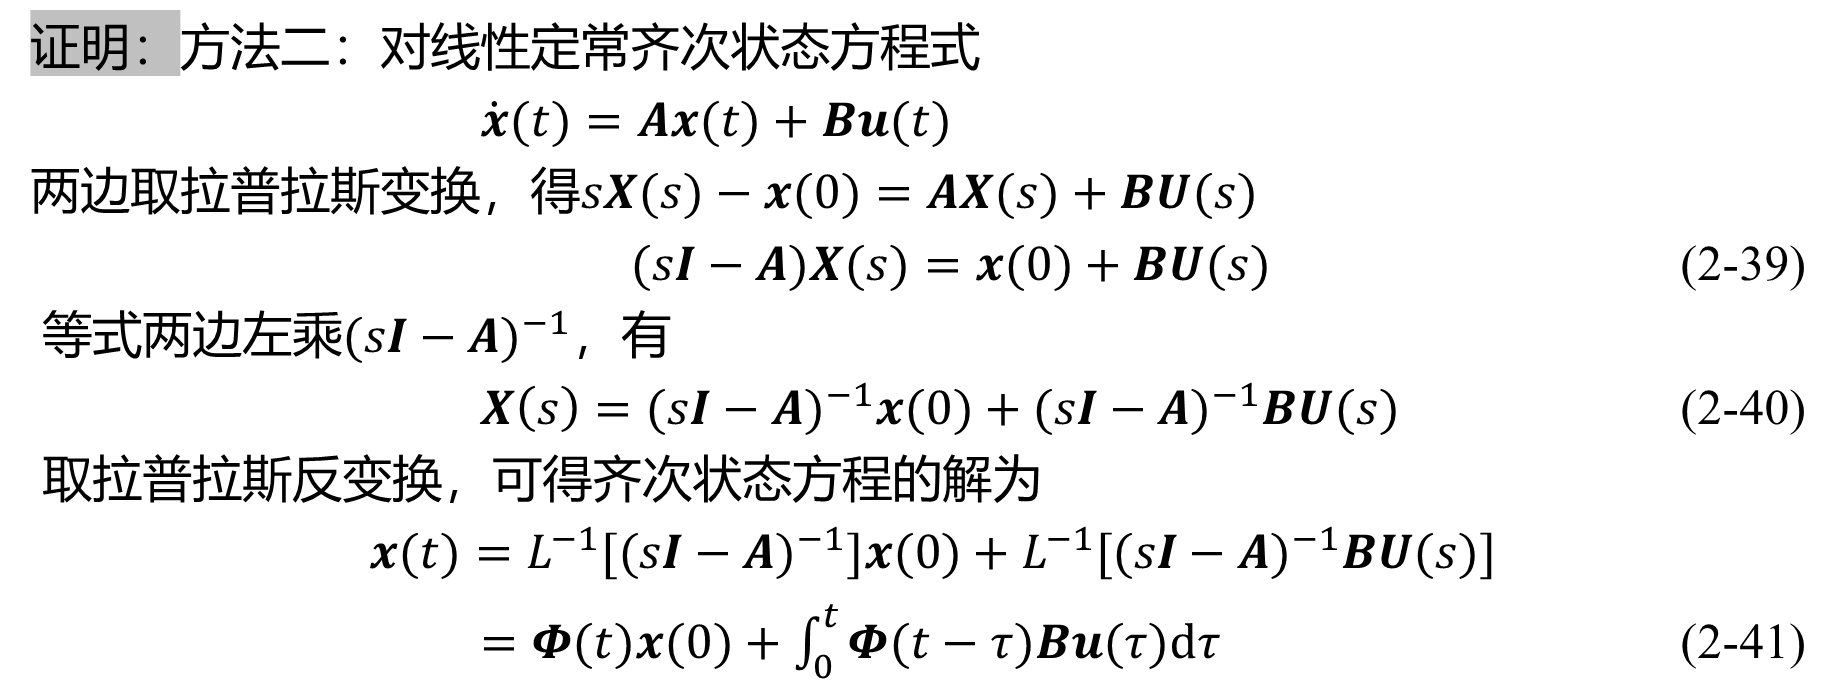 证明：方法二：对线性定常齐次状态方程式
ẋ(t) = Ax(t) + Bu(t)
两边取拉普拉斯变换，得sX(s) − x(0) = AX(s) + BU(s)
(sI − A)X(s) = x(0) + BU(s) (2-39)
等式两边左乘(sI − A)⁻¹，有
X(s) = (sI − A)⁻¹x(0) + (sI − A)⁻¹BU(s) (2-40)
取拉普拉斯反变换，可得齐次状态方程的解为
x(t) = L⁻¹[(sI − A)⁻¹]x(0) + L⁻¹[(sI − A)⁻¹BU(s)]
= Φ(t)x(0) + ∫₀ᵗ Φ(t − τ)Bu(τ)dτ (2-41)